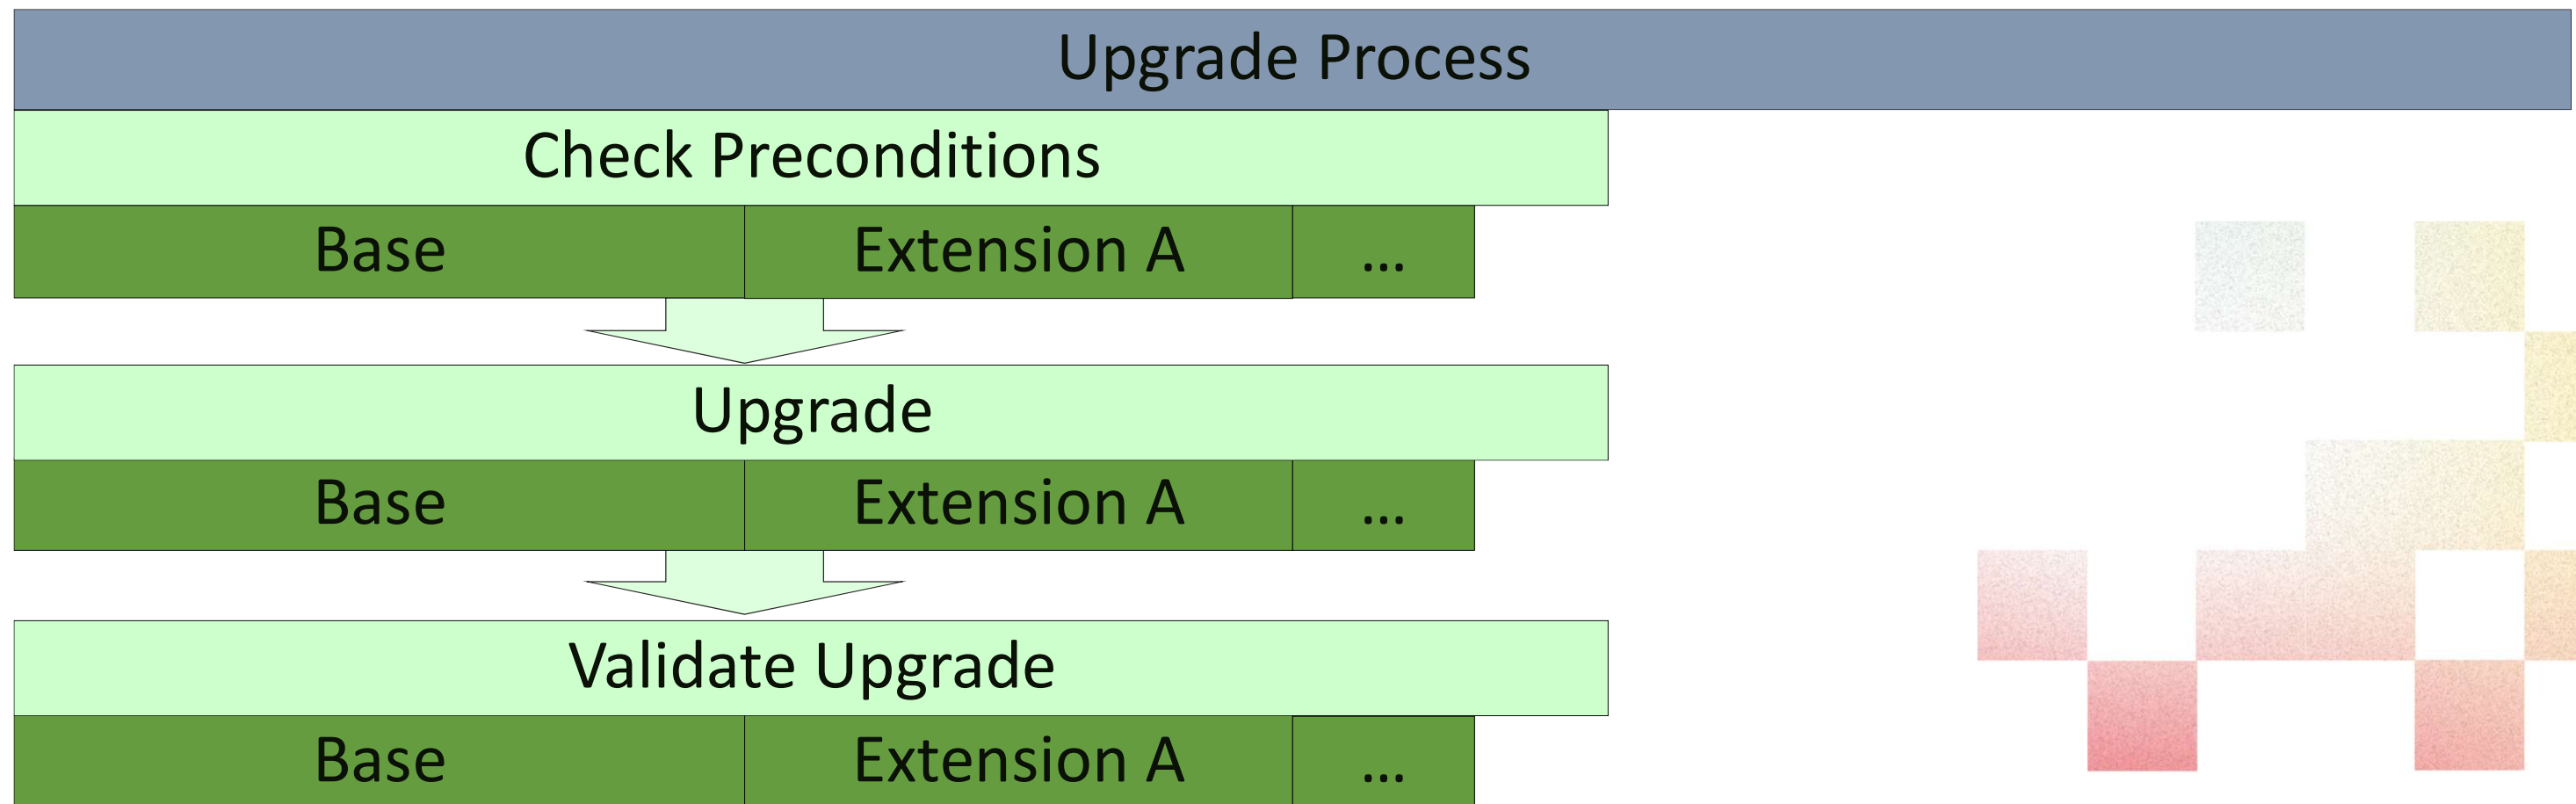 Upgrade Process
Check Preconditions
Base Extension A ...
Upgrade
Base Extension A ...
Validate Upgrade
Base Extension A ...